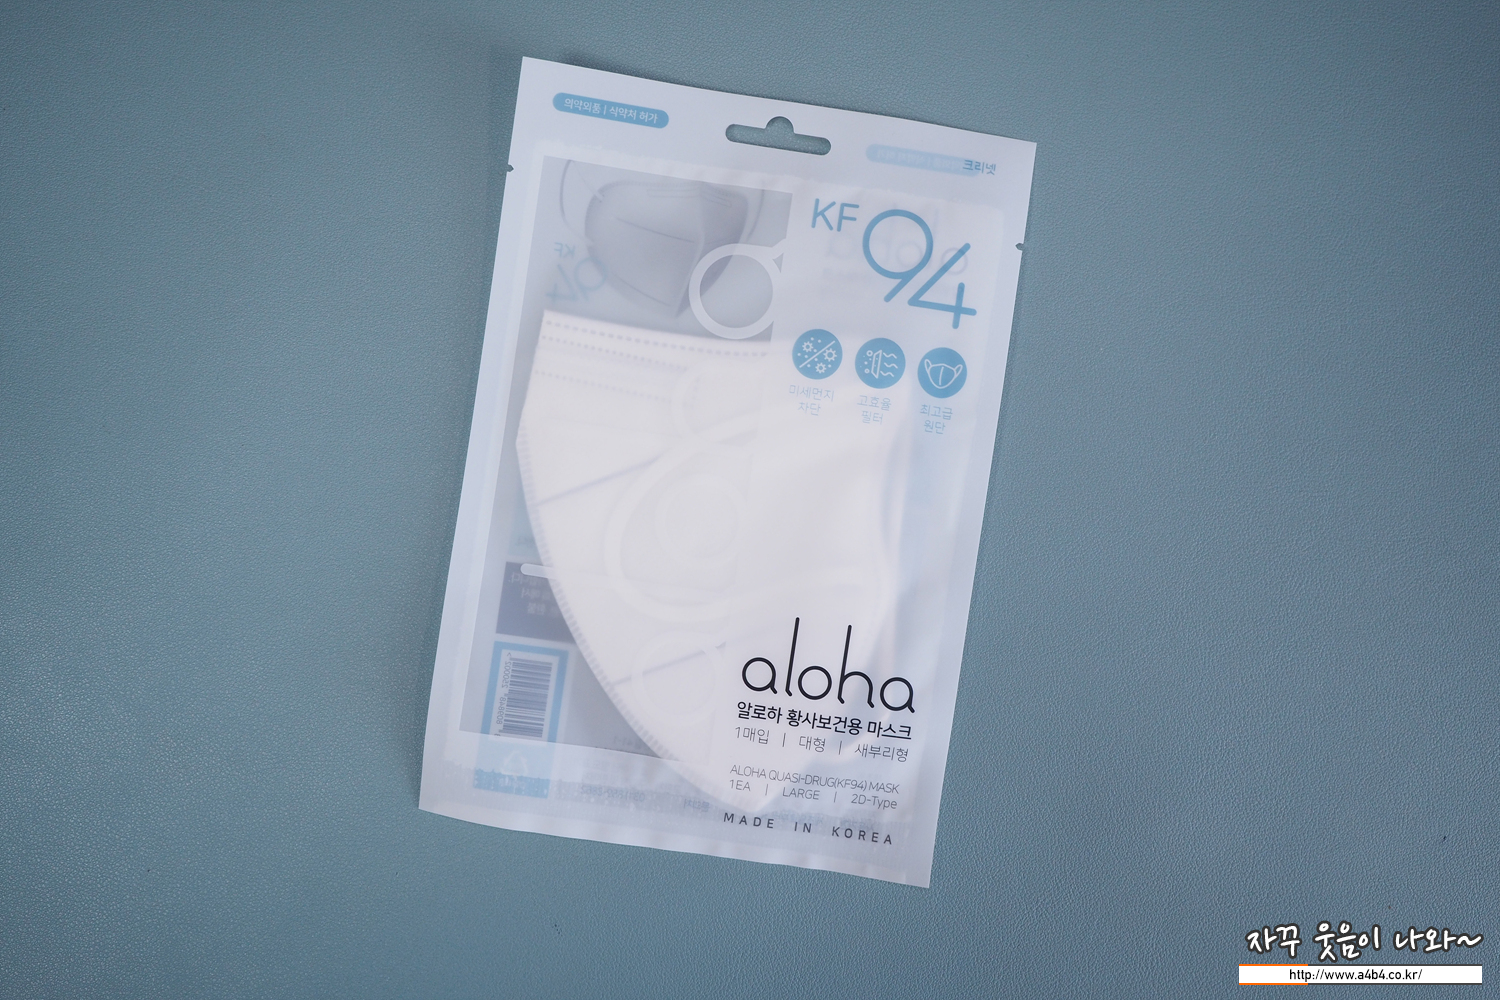 의약외품 | 식약처 허가
크리넷
KF94
미세먼지
차단
고효율
필터
최고급
원단
aloha
알로하 황사보건용 마스크
1매입 | 대형 | 새부리형
ALOHA QUASI-DRUG(KF94) MASK
1EA | LARGE | 2D-Type
MADE IN KOREA
자꾸 웃음이 나와~
http://www.a4b4.co.kr/